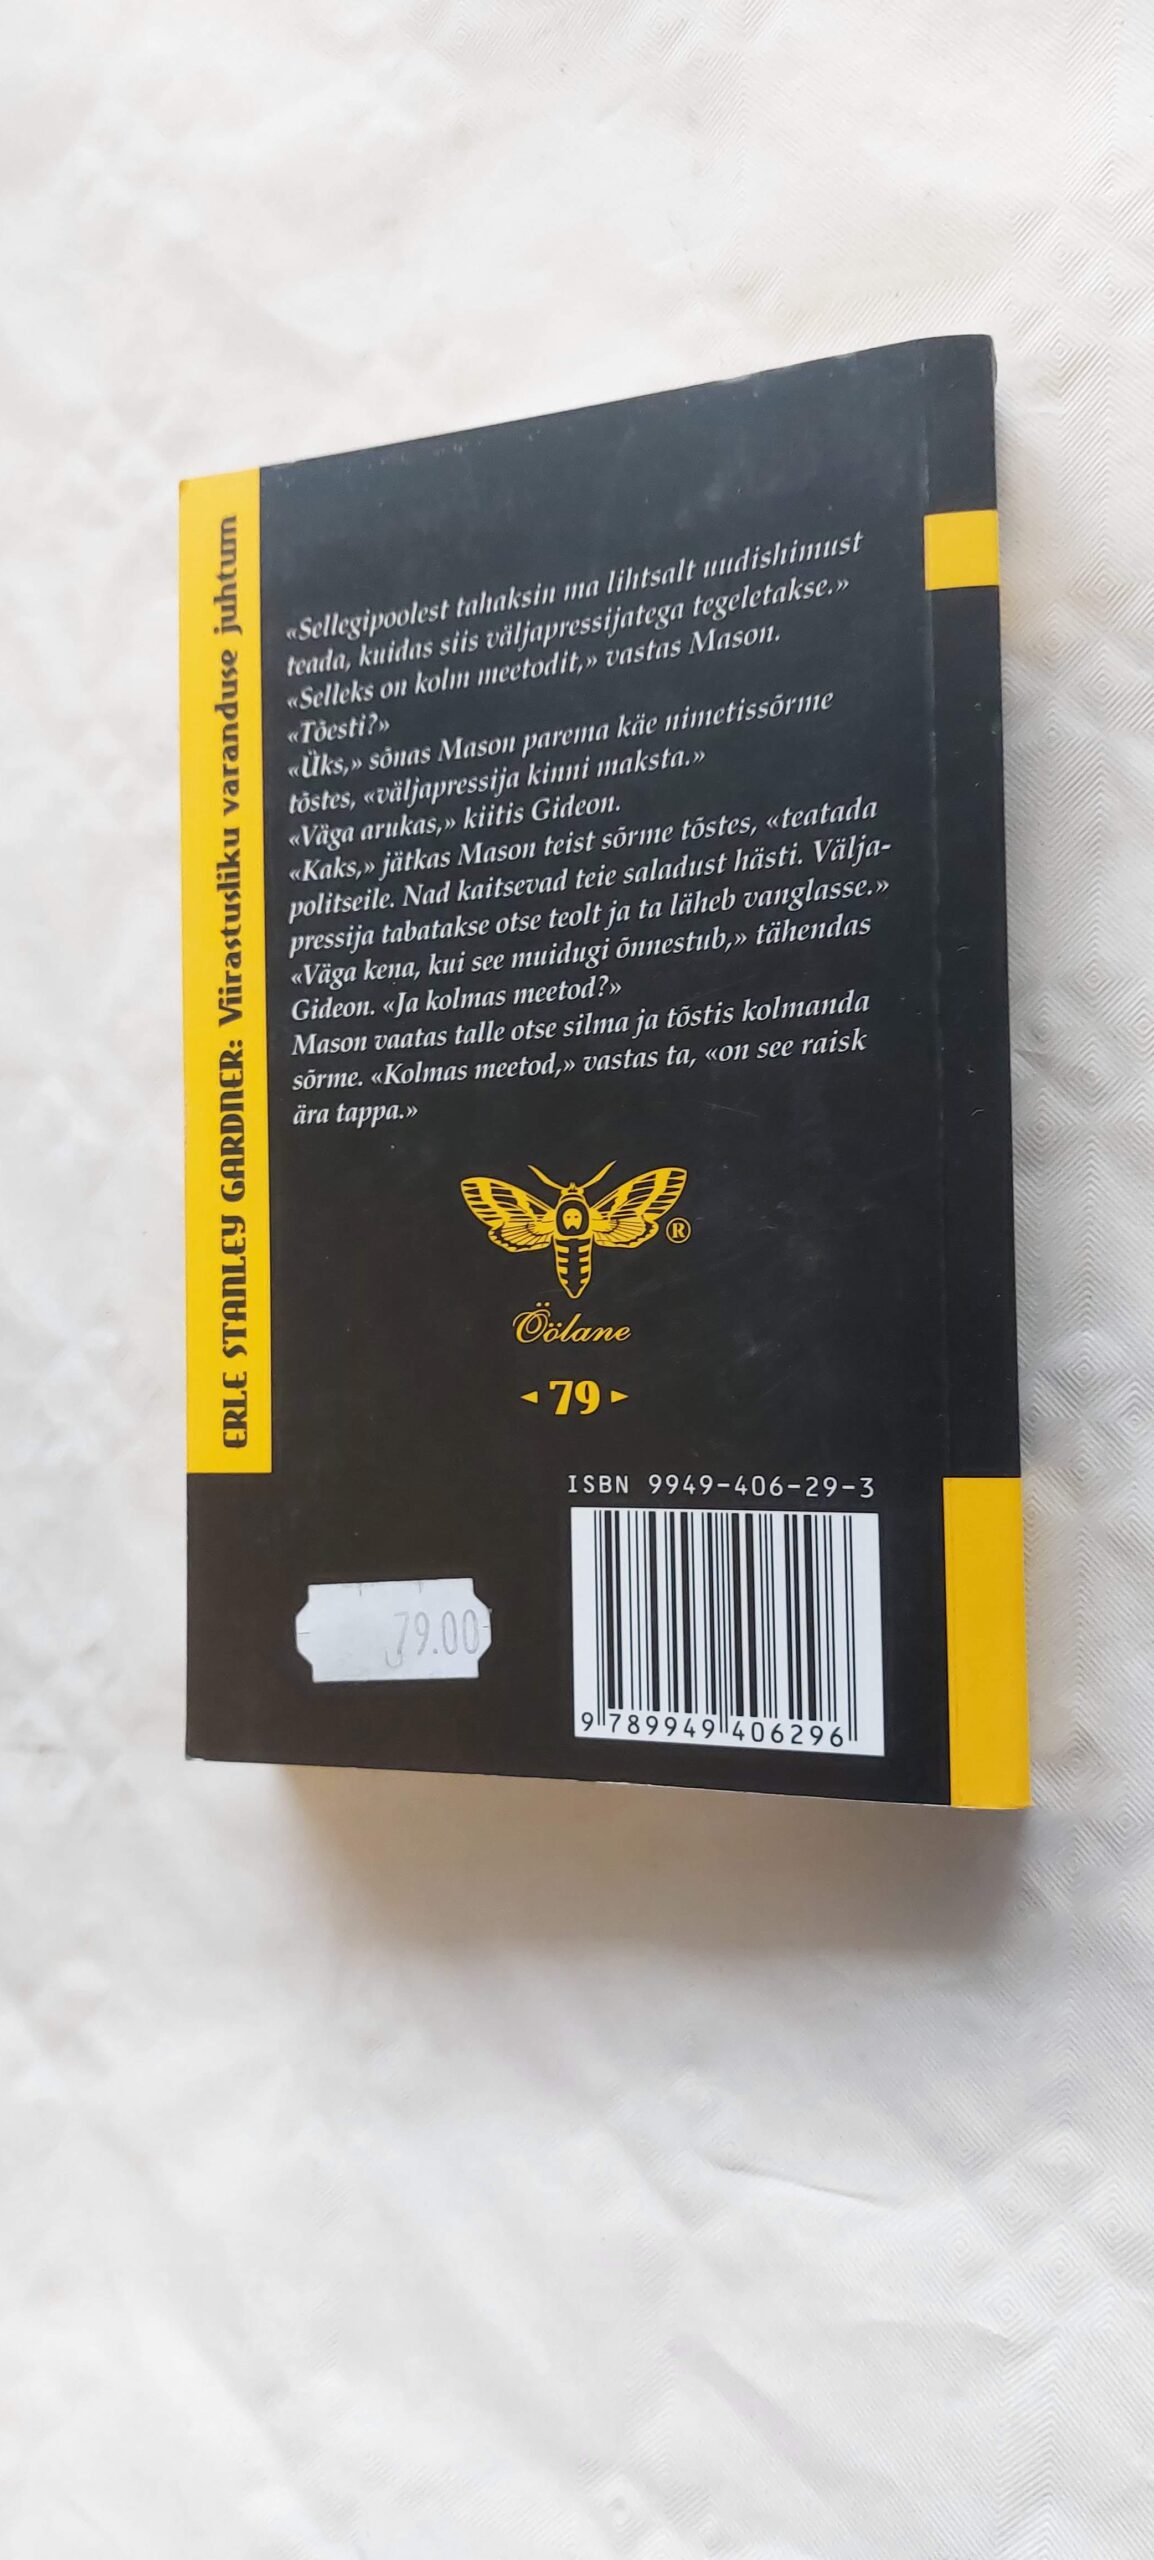 ERLE STANLEY GARDNER: Viirastusliku varanduse juhtum
«Sellegipoolest tahaksin ma lihtsalt uudishimust
teada, kuidas siis väljapressijatega tegeletakse.»
«Selleks on kolm meetodit,» vastas Mason.
«Tõesti?»
«Üks,» sõnas Mason parema käe nimetissõrme
tõstes, «väljapressija kinni maksta.»
«Väga arukas,» kiitis Gideon.
«Kaks,» jätkas Mason teist sõrme tõstes, «teatada
politseile. Nad kaitsevad teie saladust hästi. Välja-
pressija tabatakse otse teolt ja ta läheb vanglasse.»
«Väga kena, kui see muidugi õnnestub,» tähendas
Gideon. «Ja kolmas meetod?»
Mason vaatas talle otse silma ja tõstis kolmanda
sõrme. «Kolmas meetod,» vastas ta, «on see raisk
ära tappa.»
®
Öölane
79
ISBN 9949-406-29-3
79.00
9 789949 406296